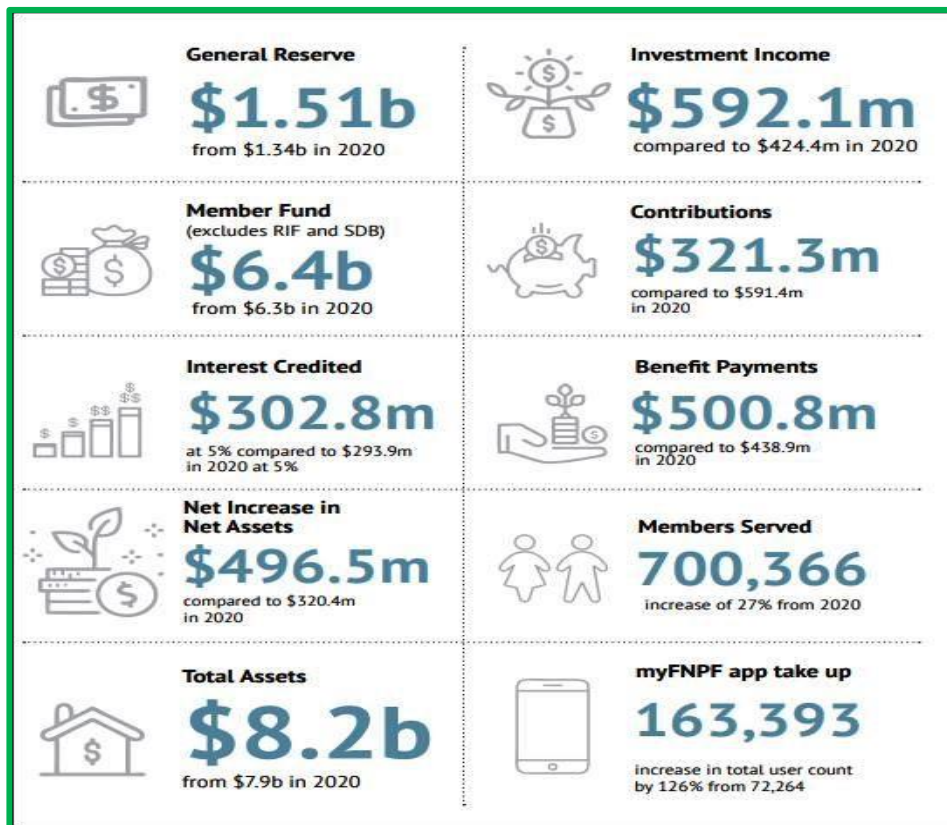 General Reserve
$1.51b
from $1.34b in 2020
Investment Income
$592.1m
compared to $424.4m in 2020
Member Fund
(excludes RIF and SDB)
$6.4b
from $6.3b in 2020
Contributions
$321.3m
compared to $591.4m
in 2020
Interest Credited
$302.8m
at 5% compared to $293.9m
in 2020 at 5%
Benefit Payments
$500.8m
compared to $438.9m
in 2020
Net Increase in
Net Assets
$496.5m
compared to $320.4m
in 2020
Members Served
700,366
increase of 27% from 2020
Total Assets
$8.2b
from $7.9b in 2020
myFNPF app take up
163,393
increase in total user count
by 126% from 72,264